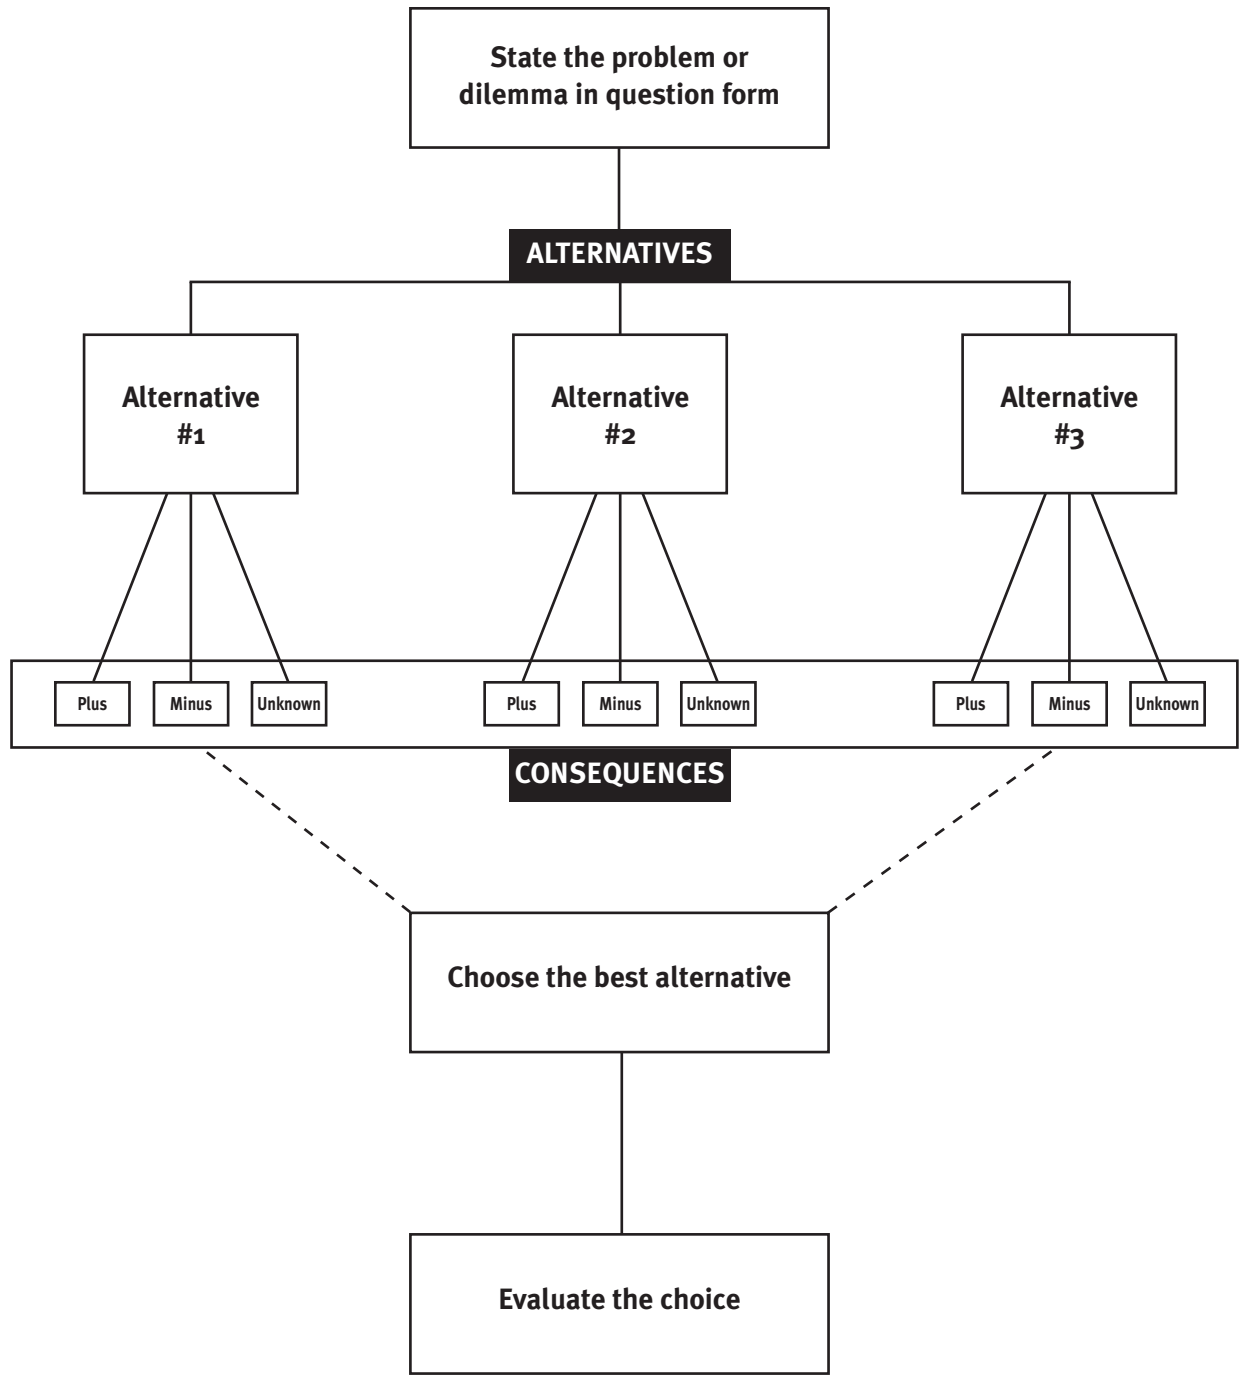 State the problem or
dilemma in question form
ALTERNATIVES
Alternative
#1
Alternative
#2
Alternative
#3
Plus
Minus
Unknown
Plus
Minus
Unknown
Plus
Minus
Unknown
CONSEQUENCES
Choose the best alternative
Evaluate the choice